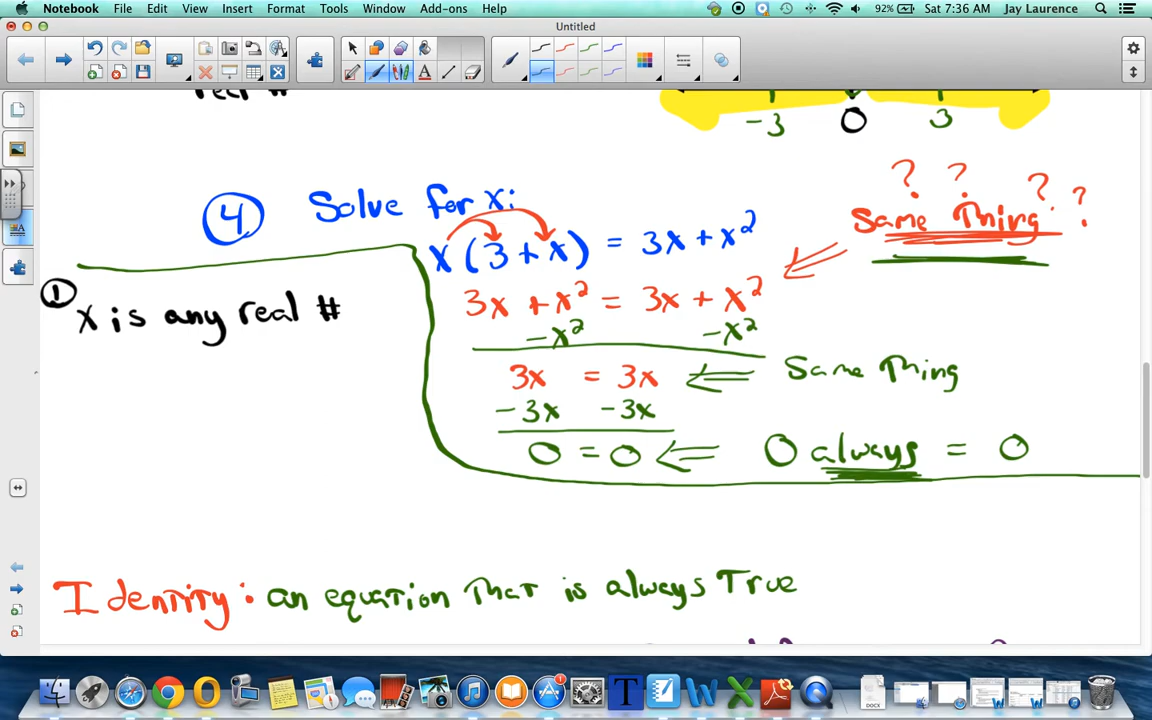 Notebook File Edit View Insert Format Tools Window Add-ons Help 92% Sat 7:36 AM Jay Laurence
Untitled
real #
-3 0 3
? ? ? ?
4 Solve for x: Same Thing
x(3+x) = 3x+x²
1 x is any real #
3x+x² = 3x+x²
-x² -x²
3x = 3x Same Thing
-3x -3x
0 = 0 0 always = 0
Identity: an equation that is always True